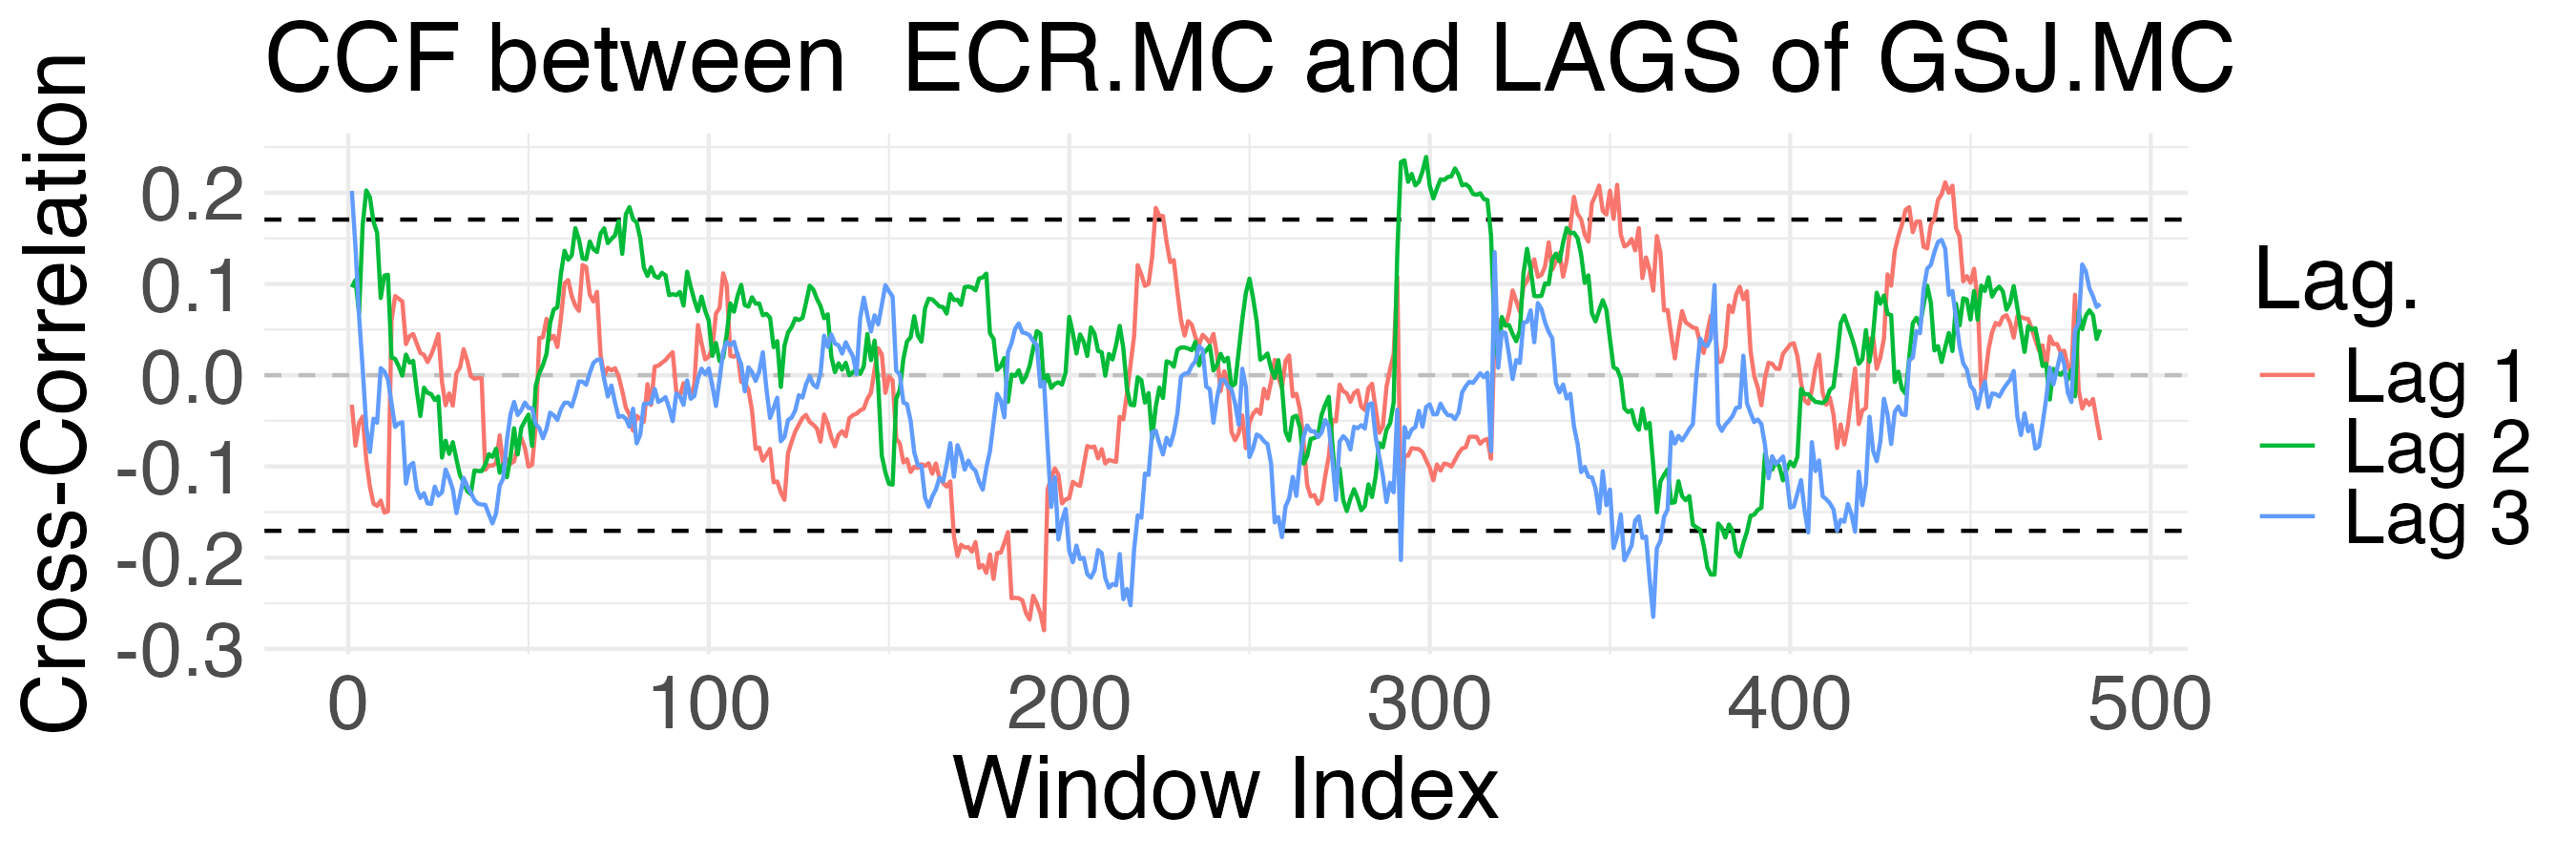 CCF between  ECR.MC and LAGS of GSJ.MC
Cross-Correlation
0.2
0.1
0.0
-0.1
-0.2
-0.3
0 100 200 300 400 500
Window Index
Lag.
Lag 1
Lag 2
Lag 3